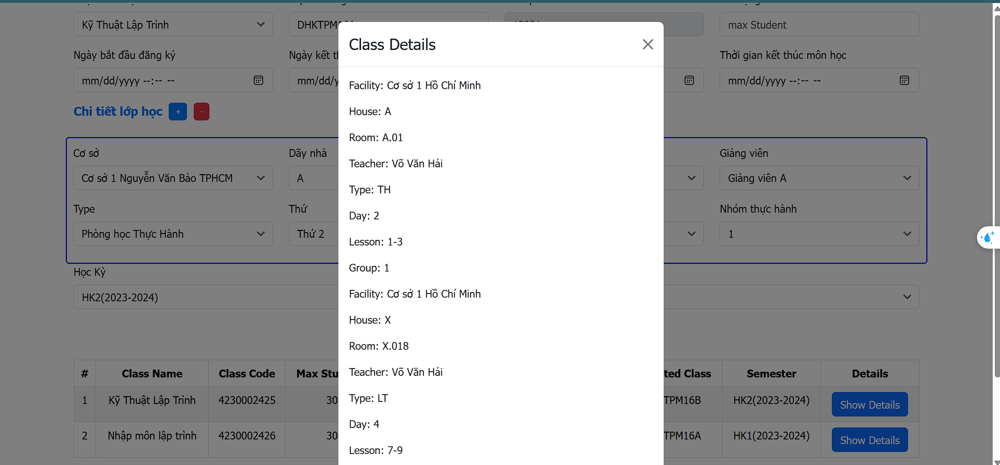 Kỹ Thuật Lập Trình
max Student
Ngày bắt đầu đăng ký
Ngày kết
Thời gian kết thúc môn học
mm/dd/yyyy --:-- --
mm/dd/y
mm/dd/yyyy --:-- --
Chi tiết lớp học + -
Cơ sở
Dãy nhà
Giảng viên
Cơ sở 1 Nguyễn Văn Bảo TPHCM
A
Giảng viên A
Type
Thứ
Nhóm thực hành
Phòng học Thực Hành
Thứ 2
1
Học Kỳ
HK2(2023-2024)
# Class Name Class Code Max Stu ted Class Semester Details
1 Kỹ Thuật Lập Trình 4230002425 30 TPM16B HK2(2023-2024) Show Details
2 Nhập môn lập trình 4230002426 30 TPM16A HK1(2023-2024) Show Details
Class Details
Facility: Cơ sở 1 Hồ Chí Minh
House: A
Room: A.01
Teacher: Võ Văn Hải
Type: TH
Day: 2
Lesson: 1-3
Group: 1
Facility: Cơ sở 1 Hồ Chí Minh
House: X
Room: X.018
Teacher: Võ Văn Hải
Type: LT
Day: 4
Lesson: 7-9